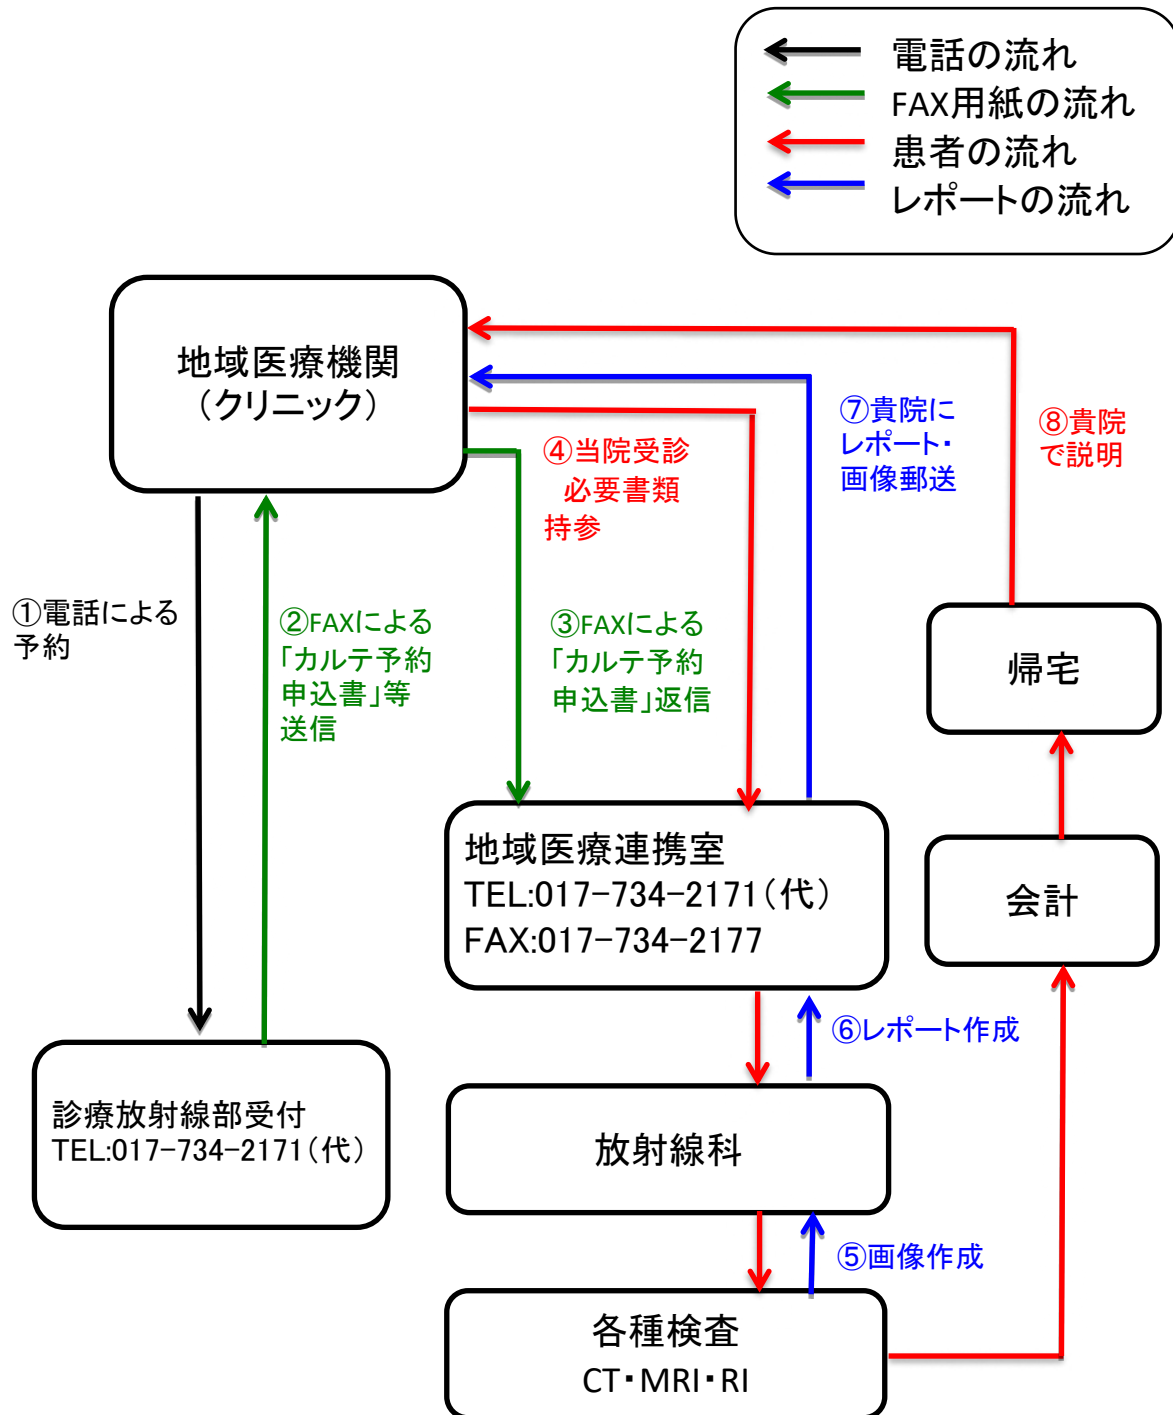 電話の流れ
FAX用紙の流れ
患者の流れ
レポートの流れ
地域医療機関
（クリニック）
⑦貴院に
レポート・
画像郵送
⑧貴院
で説明
④当院受診
必要書類
持参
①電話による
予約
②FAXによる
「カルテ予約
申込書」等
送信
③FAXによる
「カルテ予約
申込書」返信
帰宅
地域医療連携室
TEL:017-734-2171（代）
FAX:017-734-2177
会計
⑥レポート作成
診療放射線部受付
TEL:017-734-2171（代）
放射線科
⑤画像作成
各種検査
CT・MRI・RI